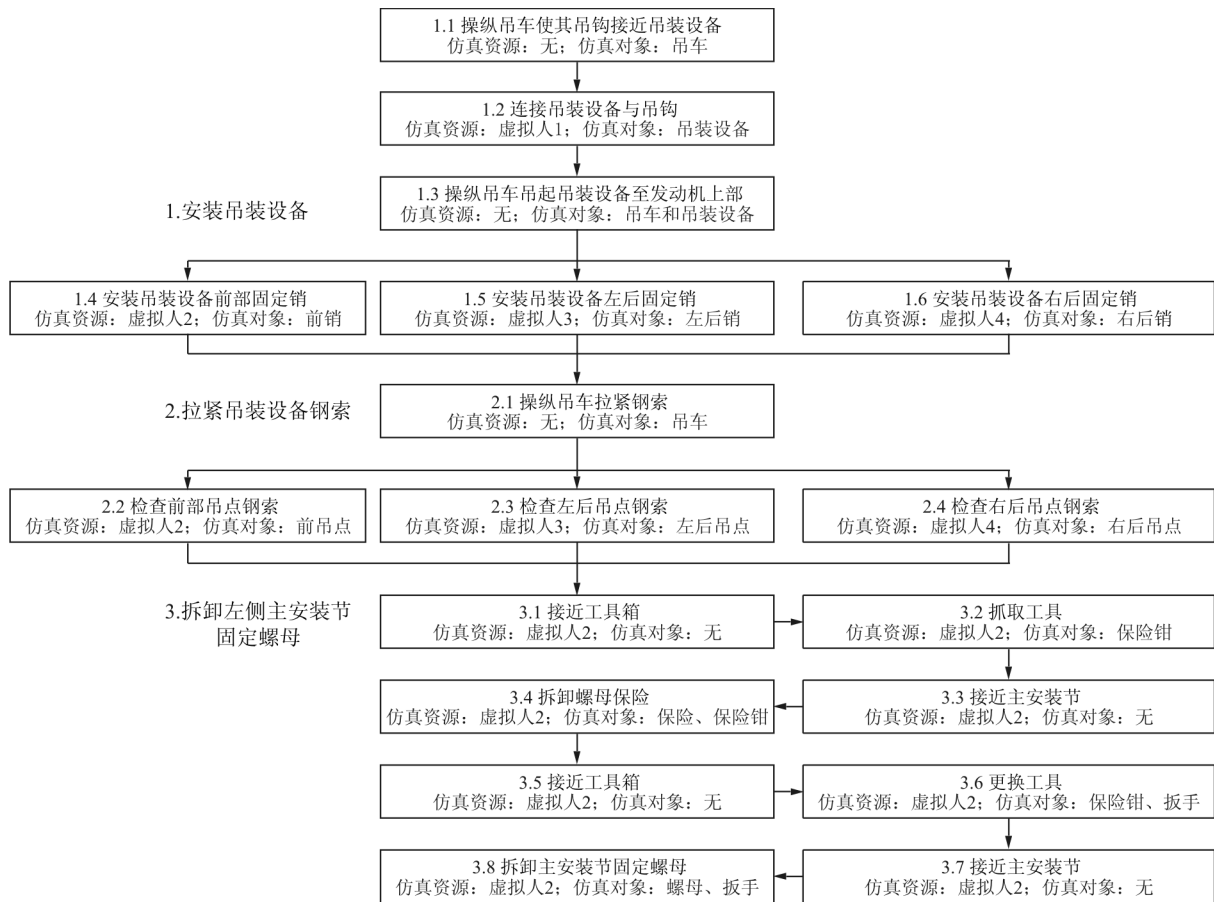 1.1 操纵吊车使其吊钩接近吊装设备
仿真资源：无；仿真对象：吊车
1.2 连接吊装设备与吊钩
仿真资源：虚拟人1；仿真对象：吊装设备
1.安装吊装设备
1.3 操纵吊车吊起吊装设备至发动机上部
仿真资源：无；仿真对象：吊车和吊装设备
1.4 安装吊装设备前部固定销
仿真资源：虚拟人2；仿真对象：前销
1.5 安装吊装设备左后固定销
仿真资源：虚拟人3；仿真对象：左后销
1.6 安装吊装设备右后固定销
仿真资源：虚拟人4；仿真对象：右后销
2.拉紧吊装设备钢索
2.1 操纵吊车拉紧钢索
仿真资源：无；仿真对象：吊车
2.2 检查前部吊点钢索
仿真资源：虚拟人2；仿真对象：前吊点
2.3 检查左后吊点钢索
仿真资源：虚拟人3；仿真对象：左后吊点
2.4 检查右后吊点钢索
仿真资源：虚拟人4；仿真对象：右后吊点
3.拆卸左侧主安装节
固定螺母
3.1 接近工具箱
仿真资源：虚拟人2；仿真对象：无
3.2 抓取工具
仿真资源：虚拟人2；仿真对象：保险钳
3.3 接近主安装节
仿真资源：虚拟人2；仿真对象：无
3.4 拆卸螺母保险
仿真资源：虚拟人2；仿真对象：保险、保险钳
3.5 接近工具箱
仿真资源：虚拟人2；仿真对象：无
3.6 更换工具
仿真资源：虚拟人2；仿真对象：保险钳、扳手
3.7 接近主安装节
仿真资源：虚拟人2；仿真对象：无
3.8 拆卸主安装节固定螺母
仿真资源：虚拟人2；仿真对象：螺母、扳手